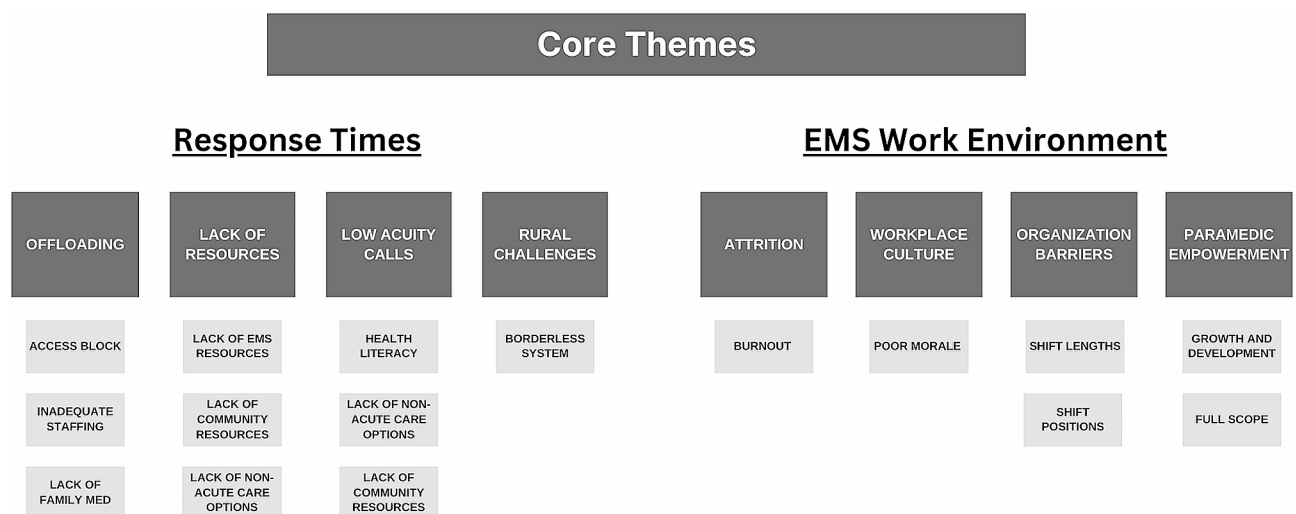 Core Themes
Response Times
EMS Work Environment
OFFLOADING
LACK OF
RESOURCES
LOW ACUITY
CALLS
RURAL
CHALLENGES
ATTRITION
WORKPLACE
CULTURE
ORGANIZATION
BARRIERS
PARAMEDIC
EMPOWERMENT
ACCESS BLOCK
LACK OF EMS
RESOURCES
HEALTH
LITERACY
BORDERLESS
SYSTEM
BURNOUT
POOR MORALE
SHIFT LENGTHS
GROWTH AND
DEVELOPMENT
INADEQUATE
STAFFING
LACK OF
COMMUNITY
RESOURCES
LACK OF NON-
ACUTE CARE
OPTIONS
SHIFT
POSITIONS
FULL SCOPE
LACK OF
FAMILY MED
LACK OF NON-
ACUTE CARE
OPTIONS
LACK OF
COMMUNITY
RESOURCES